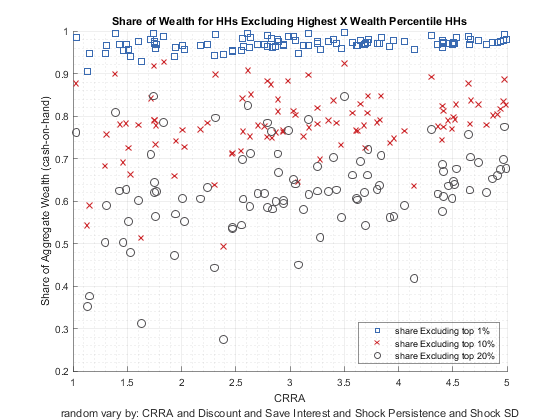 Share of Wealth for HHs Excluding Highest X Wealth Percentile HHs
1
0.9
0.8
0.7
0.6
0.5
0.4
0.3
0.2
Share of Aggregate Wealth (cash-on-hand)
share Excluding top 1%
share Excluding top 10%
share Excluding top 20%
1
1.5
2
2.5
3
3.5
4
4.5
5
CRRA
random vary by: CRRA and Discount and Save Interest and Shock Persistence and Shock SD